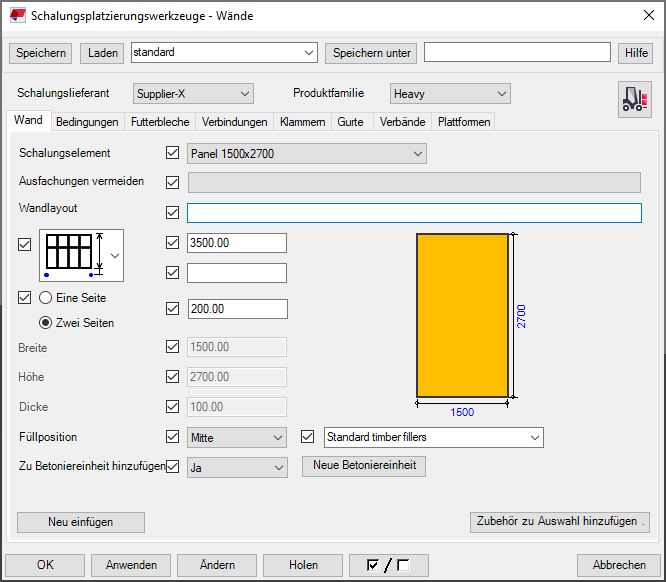 Schalungsplatzierungswerkzeuge - Wände
Speichern Laden standard Speichern unter Hilfe
Schalungslieferant Supplier-X Produktfamilie Heavy
Wand Bedingungen Futterbleche Verbindungen Klammern Gurte Verbände Plattformen
Schalungselement Panel 1500x2700
Ausfachungen vermeiden
Wandlayout
3500.00
Eine Seite
200.00
Zwei Seiten
Breite 1500.00
Höhe 2700.00
Dicke 100.00
2700
1500
Füllposition Mitte Standard timber fillers
Zu Betoniereinheit hinzufügen Ja Neue Betoniereinheit
Neu einfügen Zubehör zu Auswahl hinzufügen .
OK Anwenden Ändern Holen / Abbrechen